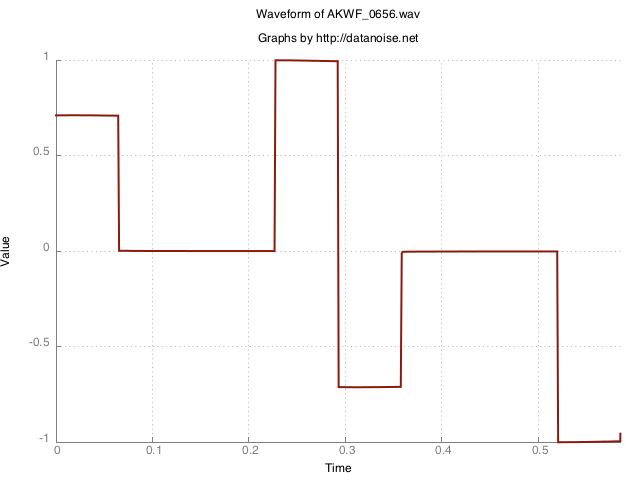 Waveform of AKWF_0656.wav
Graphs by http://datanoise.net
1
0.5
0
-0.5
-1
Value
0 0.1 0.2 0.3 0.4 0.5
Time